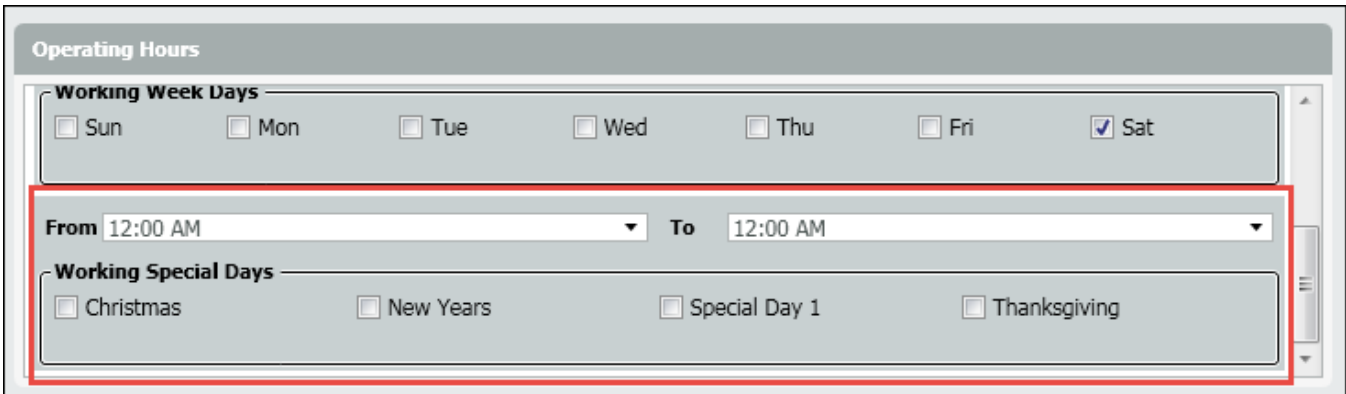 Operating Hours
Working Week Days
Sun Mon Tue Wed Thu Fri Sat
From 12:00 AM To 12:00 AM
Working Special Days
Christmas New Years Special Day 1 Thanksgiving